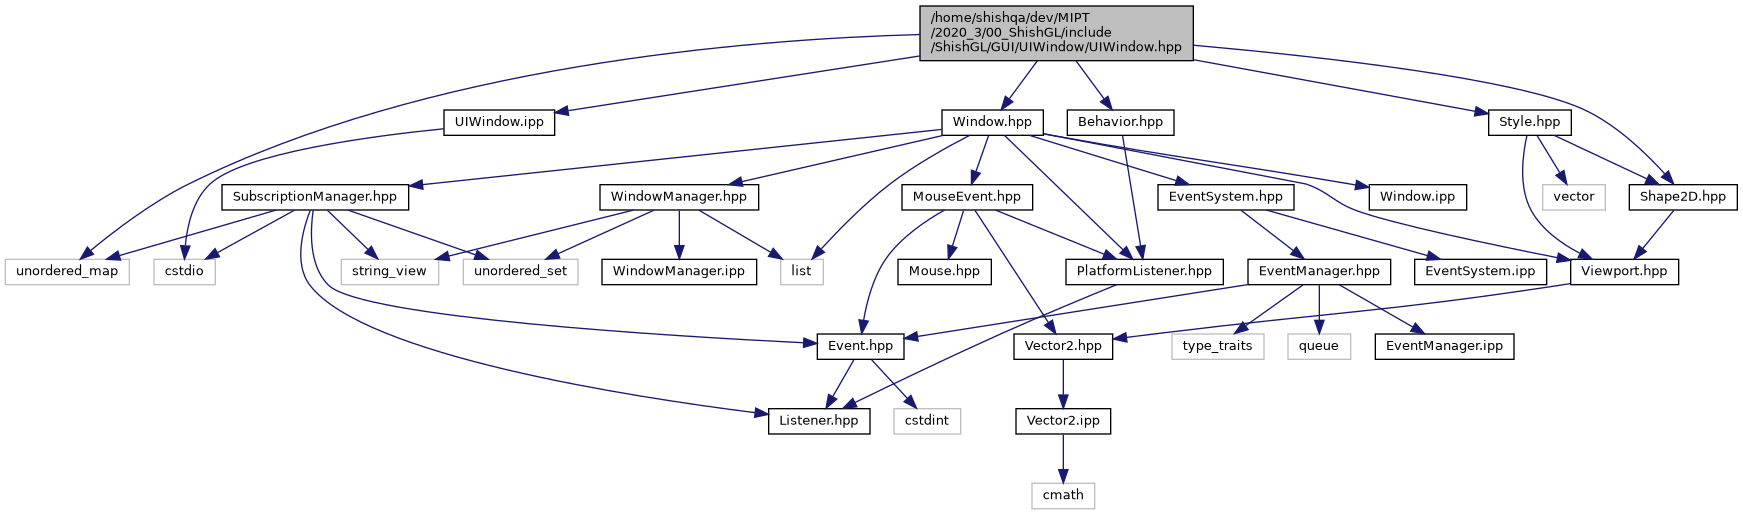 /home/shishqa/dev/MIPT
/2020_3/00_ShishGL/include
/ShishGL/GUI/UIWindow/UIWindow.hpp
UIWindow.ipp
Window.hpp
Behavior.hpp
Style.hpp
SubscriptionManager.hpp
WindowManager.hpp
MouseEvent.hpp
EventSystem.hpp
Window.ipp
vector
Shape2D.hpp
unordered_map
cstdio
string_view
unordered_set
WindowManager.ipp
list
Mouse.hpp
PlatformListener.hpp
EventManager.hpp
EventSystem.ipp
Viewport.hpp
Event.hpp
Vector2.hpp
type_traits
queue
EventManager.ipp
Listener.hpp
cstdint
Vector2.ipp
cmath